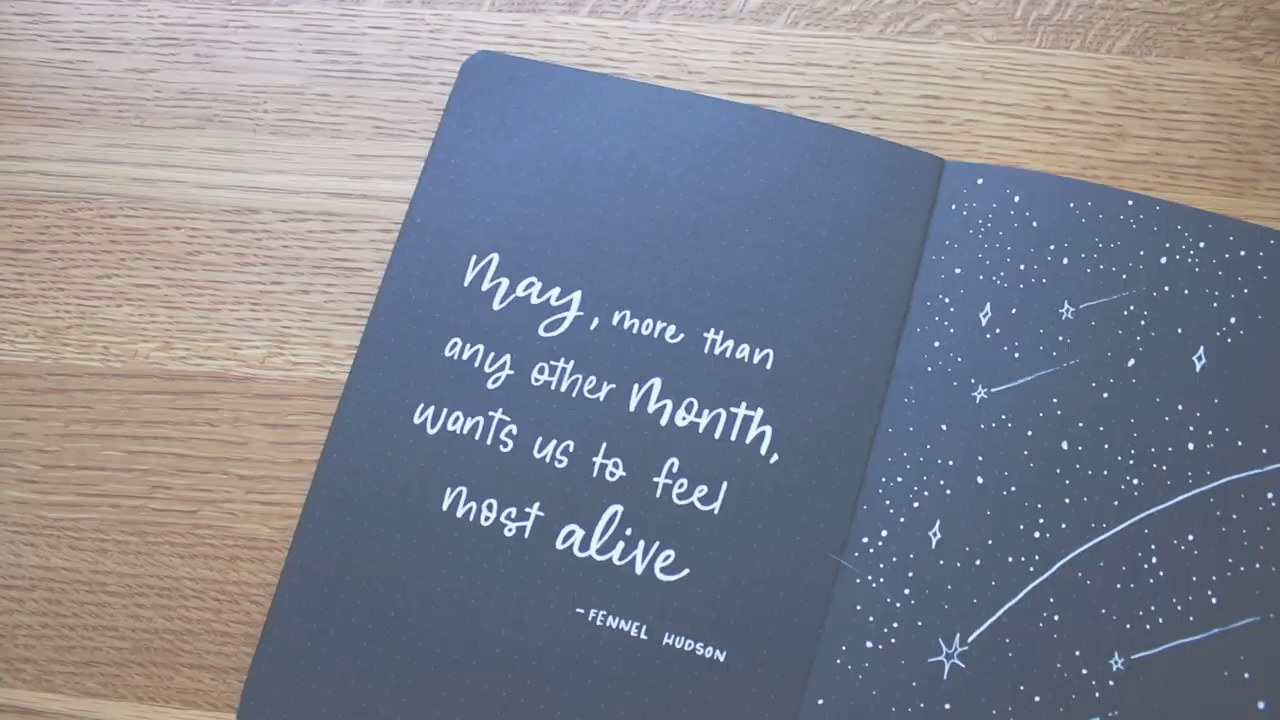 may, more than
any other month,
wants us to feel
most alive
-FENNEL HUDSON